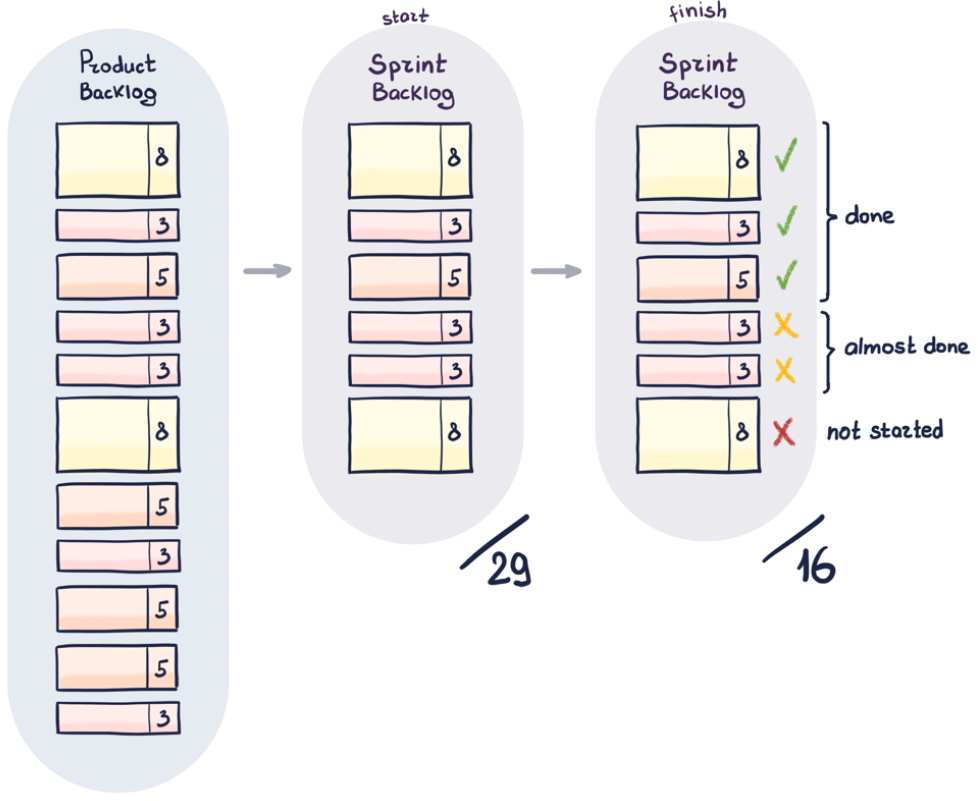 Product
Backlog
8
3
5
3
3
8
5
3
5
5
3
start
Sprint
Backlog
8
3
5
3
3
8
29
finish
Sprint
Backlog
8
3
5
3
3
8
done
almost done
not started
16